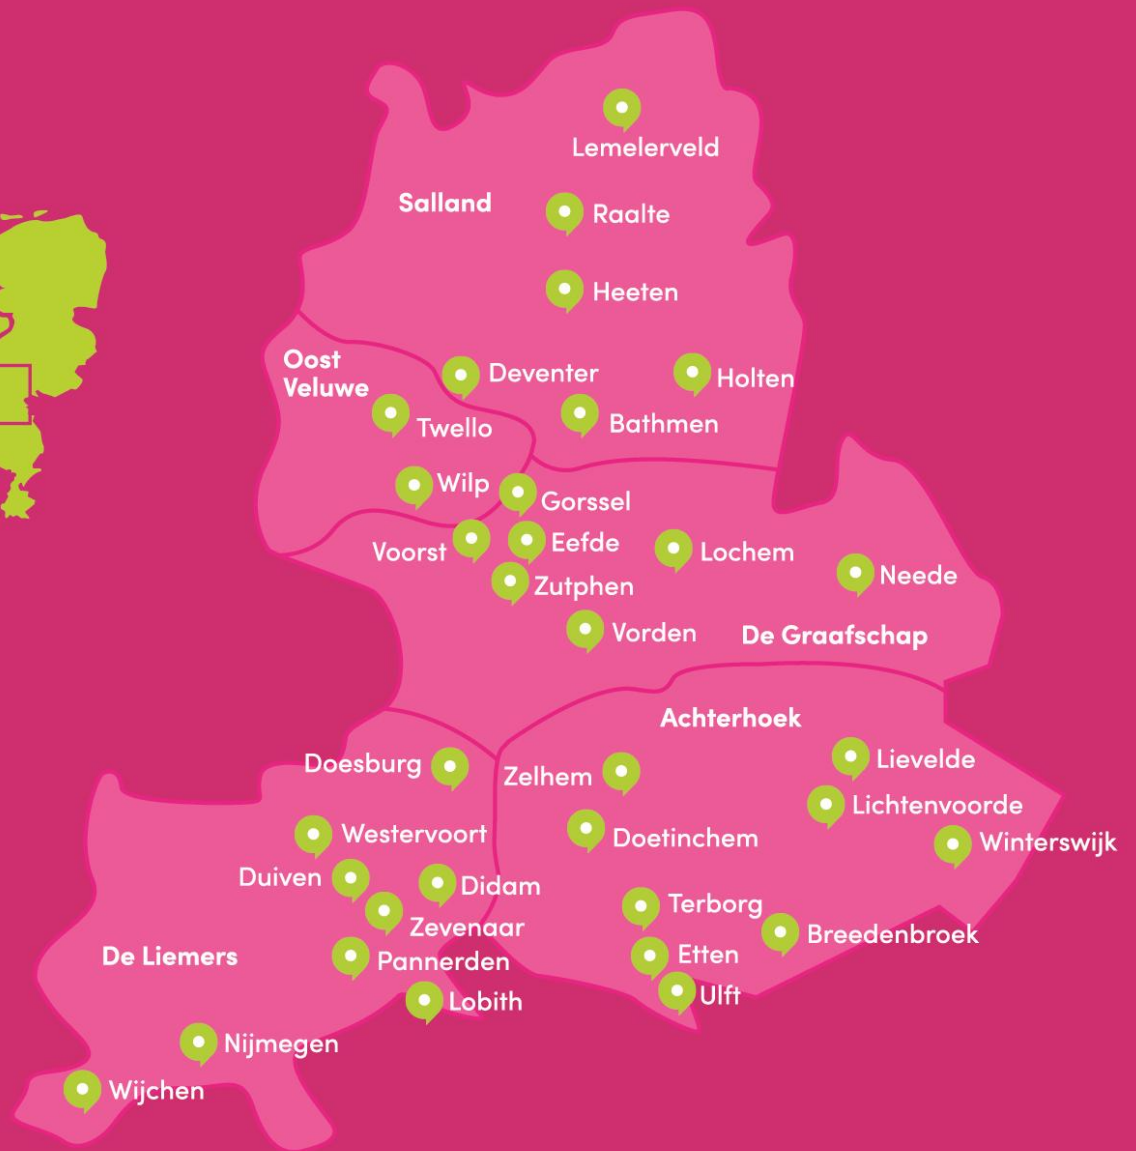 Lemelerveld
Salland
Raalte
Heeten
Oost
Veluwe
Deventer
Holten
Twello
Bathmen
Wilp
Gorssel
Voorst
Eefde
Lochem
Neede
Zutphen
Vorden
De Graafschap
Achterhoek
Doesburg
Zelhem
Lievelde
Lichtenvoorde
Westervoort
Doetinchem
Winterswijk
Duiven
Didam
Terborg
Zevenaar
Breedenbroek
De Liemers
Pannerden
Etten
Ulft
Lobith
Nijmegen
Wijchen